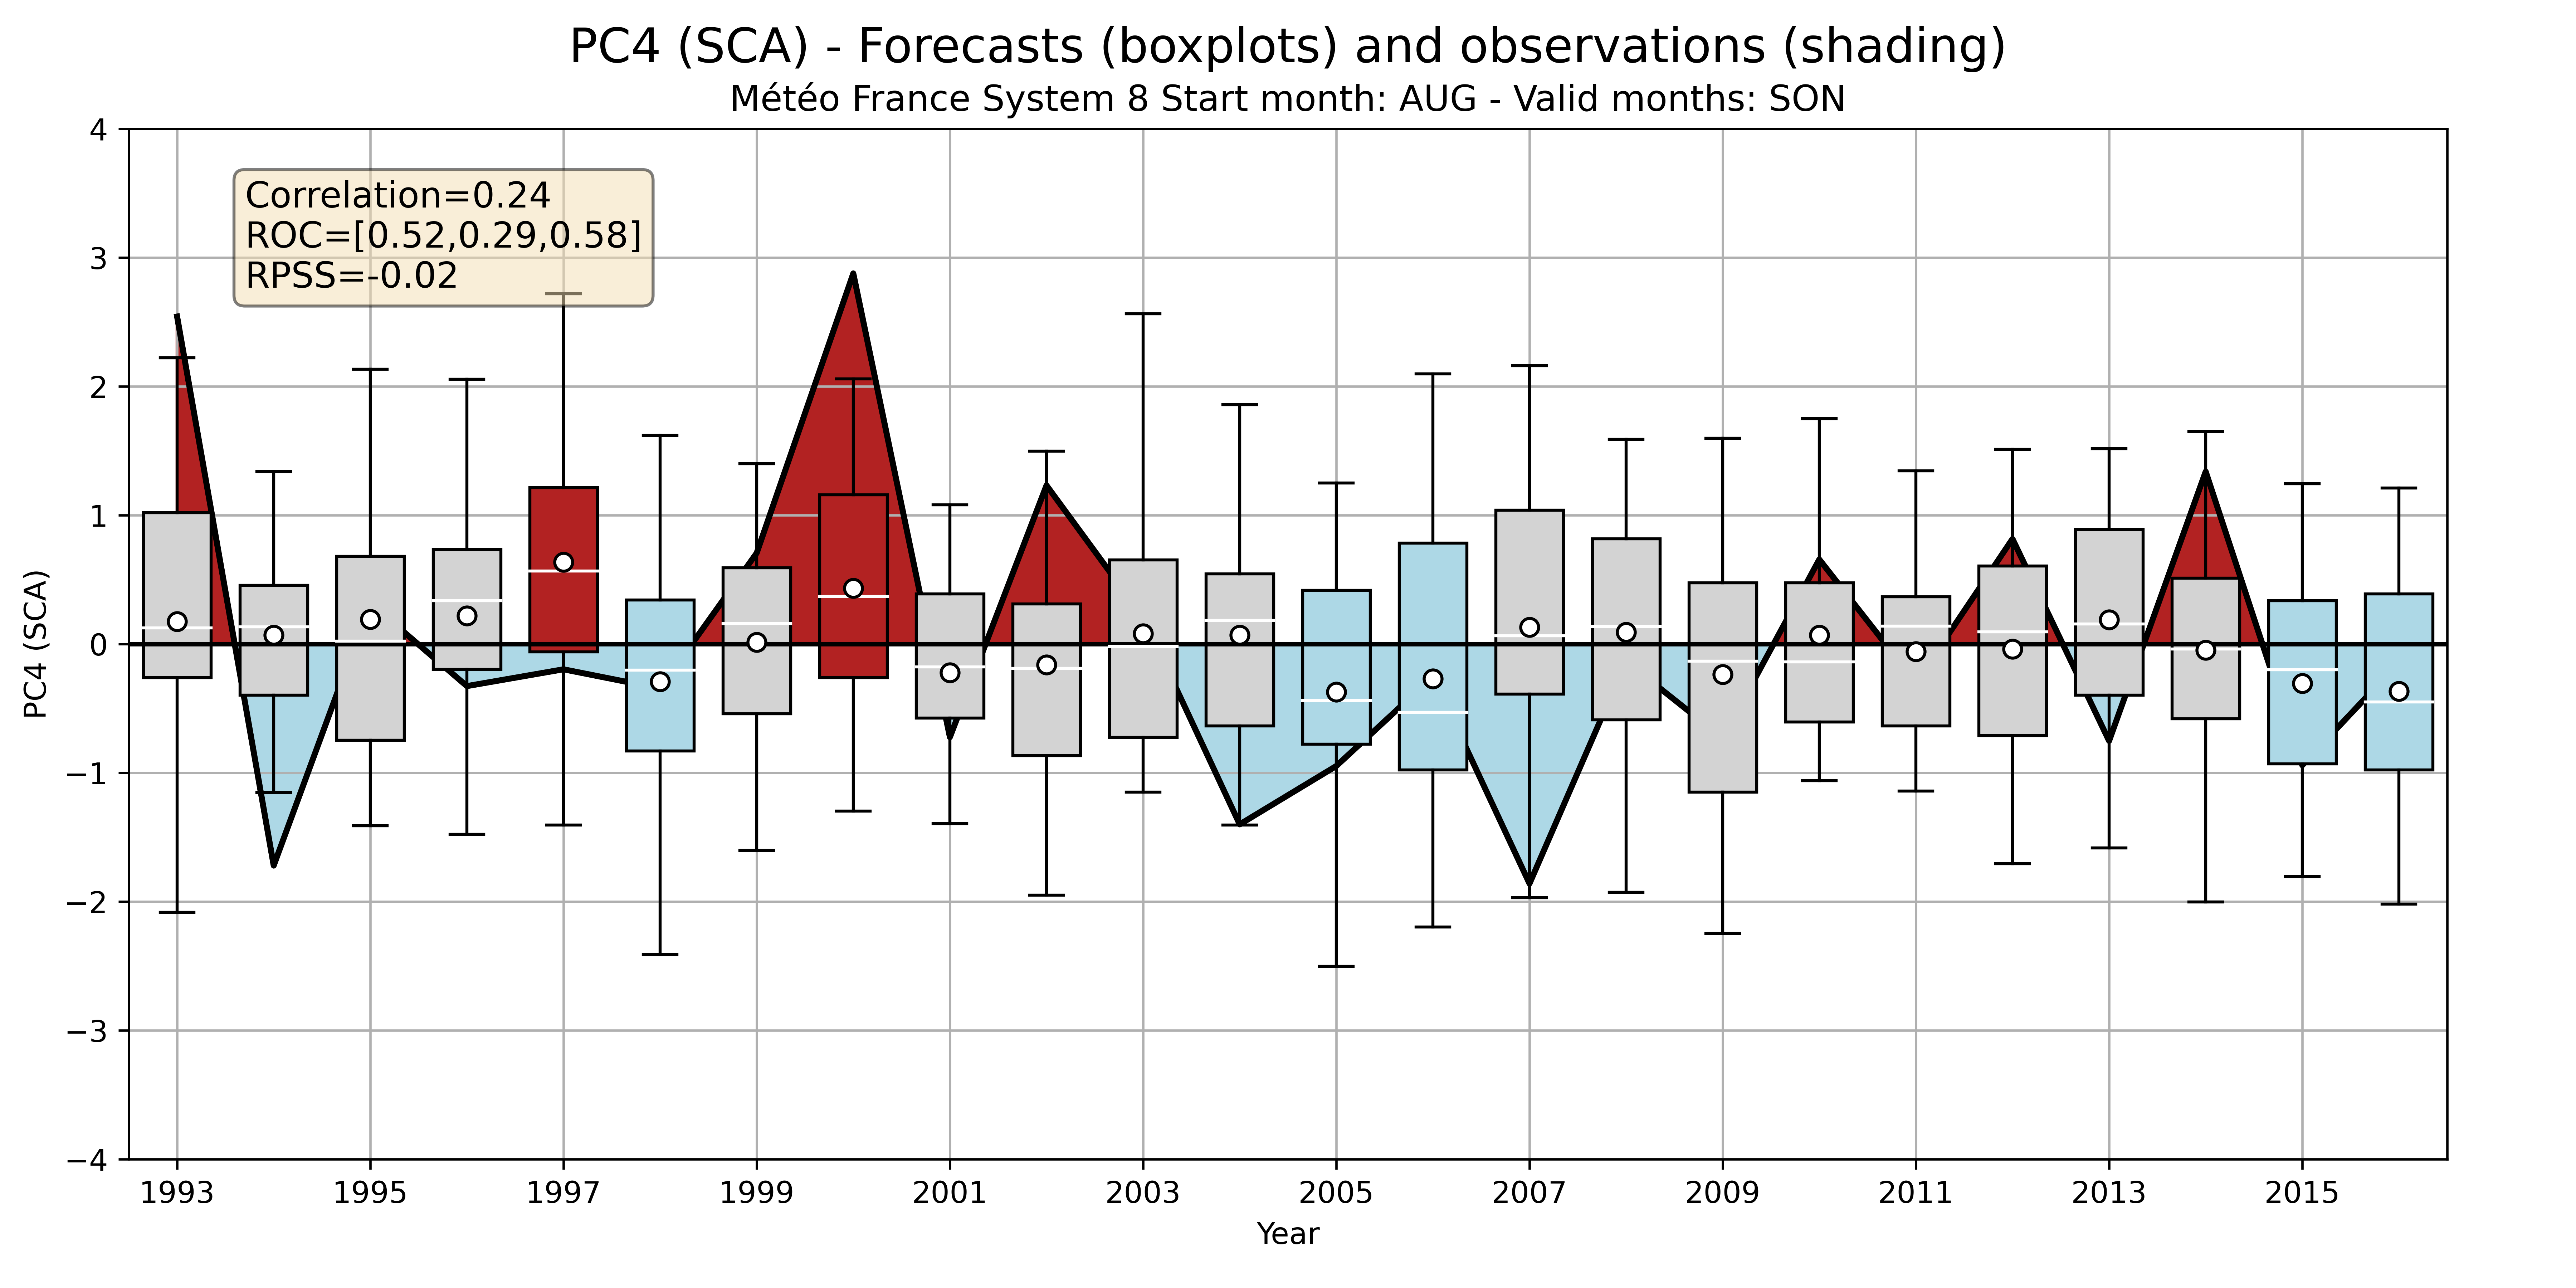 PC4 (SCA) - Forecasts (boxplots) and observations (shading)
Météo France System 8 Start month: AUG - Valid months: SON
Correlation=0.24
ROC=[0.52,0.29,0.58]
RPSS=-0.02
PC4 (SCA)
4
3
2
1
0
−1
−2
−3
−4
1993 1995 1997 1999 2001 2003 2005 2007 2009 2011 2013 2015
Year